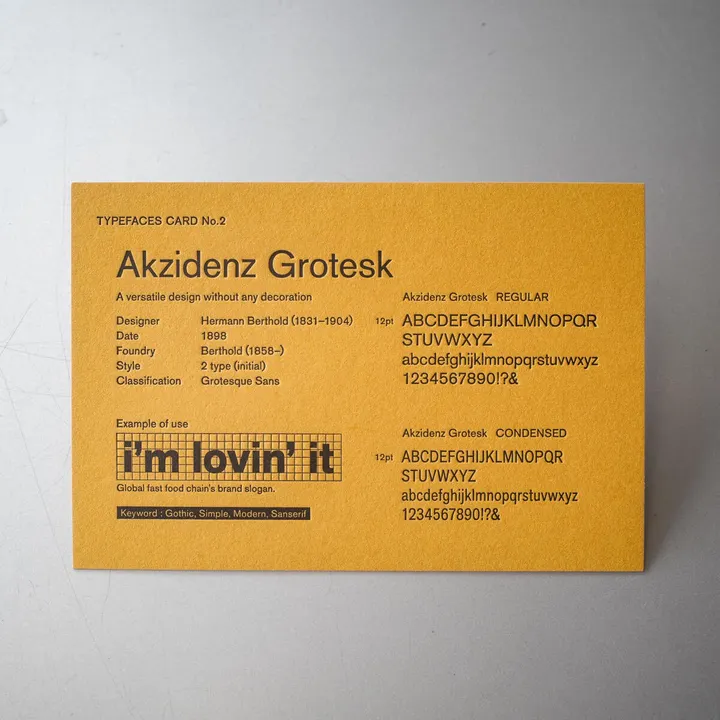 TYPEFACES CARD No.2
Akzidenz Grotesk
A versatile design without any decoration
Designer Hermann Berthold (1831–1904)
Date 1898
Foundry Berthold (1858–)
Style 2 type (initial)
Classification Grotesque Sans
Example of use
i’m lovin’ it
Global fast food chain’s brand slogan.
Keyword : Gothic, Simple, Modern, Sanserif
Akzidenz Grotesk REGULAR
12pt ABCDEFGHIJKLMNOPQR
STUVWXYZ
abcdefghijklmnopqrstuvwxyz
1234567890!?&
Akzidenz Grotesk CONDENSED
12pt ABCDEFGHIJKLMNOPQR
STUVWXYZ
abcdefghijklmnopqrstuvwxyz
1234567890!?&